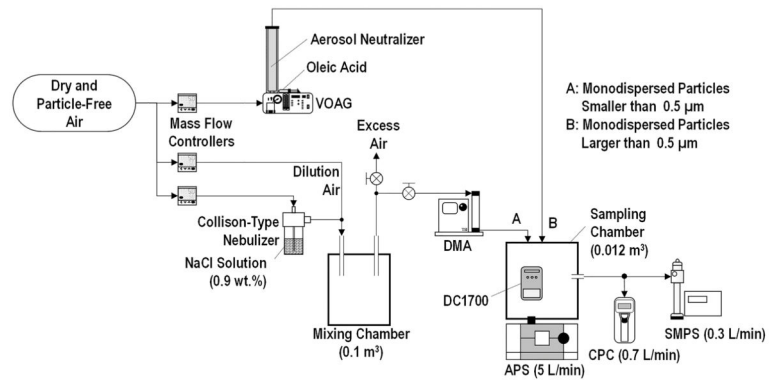 Dry and
Particle-Free
Air
Mass Flow
Controllers
Aerosol Neutralizer
Oleic Acid
VOAG
Excess
Air
Dilution
Air
Collison-Type
Nebulizer
NaCl Solution
(0.9 wt.%)
Mixing Chamber
(0.1 m³)
DMA
A
B
A: Monodispersed Particles
Smaller than 0.5 μm
B: Monodispersed Particles
Larger than 0.5 μm
Sampling
Chamber
(0.012 m³)
DC1700
APS (5 L/min)
CPC (0.7 L/min)
SMPS (0.3 L/min)